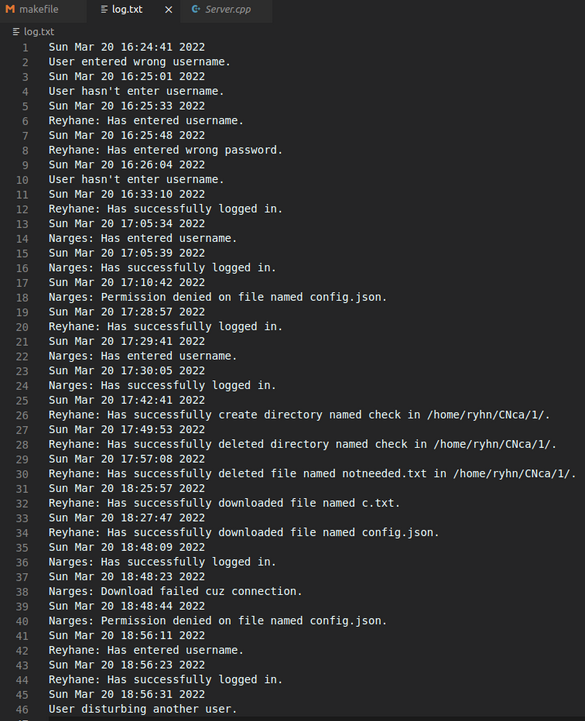 makefile
log.txt
Server.cpp
log.txt
1 Sun Mar 20 16:24:41 2022
2 User entered wrong username.
3 Sun Mar 20 16:25:01 2022
4 User hasn't enter username.
5 Sun Mar 20 16:25:33 2022
6 Reyhane: Has entered username.
7 Sun Mar 20 16:25:48 2022
8 Reyhane: Has entered wrong password.
9 Sun Mar 20 16:26:04 2022
10 User hasn't enter username.
11 Sun Mar 20 16:33:10 2022
12 Reyhane: Has successfully logged in.
13 Sun Mar 20 17:05:34 2022
14 Narges: Has entered username.
15 Sun Mar 20 17:05:39 2022
16 Narges: Has successfully logged in.
17 Sun Mar 20 17:10:42 2022
18 Narges: Permission denied on file named config.json.
19 Sun Mar 20 17:28:57 2022
20 Reyhane: Has successfully logged in.
21 Sun Mar 20 17:29:41 2022
22 Narges: Has entered username.
23 Sun Mar 20 17:30:05 2022
24 Narges: Has successfully logged in.
25 Sun Mar 20 17:42:41 2022
26 Reyhane: Has successfully create directory named check in /home/ryhn/CNca/1/.
27 Sun Mar 20 17:49:53 2022
28 Reyhane: Has successfully deleted directory named check in /home/ryhn/CNca/1/.
29 Sun Mar 20 17:57:08 2022
30 Reyhane: Has successfully deleted file named notneeded.txt in /home/ryhn/CNca/1/.
31 Sun Mar 20 18:25:57 2022
32 Reyhane: Has successfully downloaded file named c.txt.
33 Sun Mar 20 18:27:47 2022
34 Reyhane: Has successfully downloaded file named config.json.
35 Sun Mar 20 18:48:09 2022
36 Narges: Has successfully logged in.
37 Sun Mar 20 18:48:23 2022
38 Narges: Download failed cuz connection.
39 Sun Mar 20 18:48:44 2022
40 Narges: Permission denied on file named config.json.
41 Sun Mar 20 18:56:11 2022
42 Reyhane: Has entered username.
43 Sun Mar 20 18:56:23 2022
44 Reyhane: Has successfully logged in.
45 Sun Mar 20 18:56:31 2022
46 User disturbing another user.